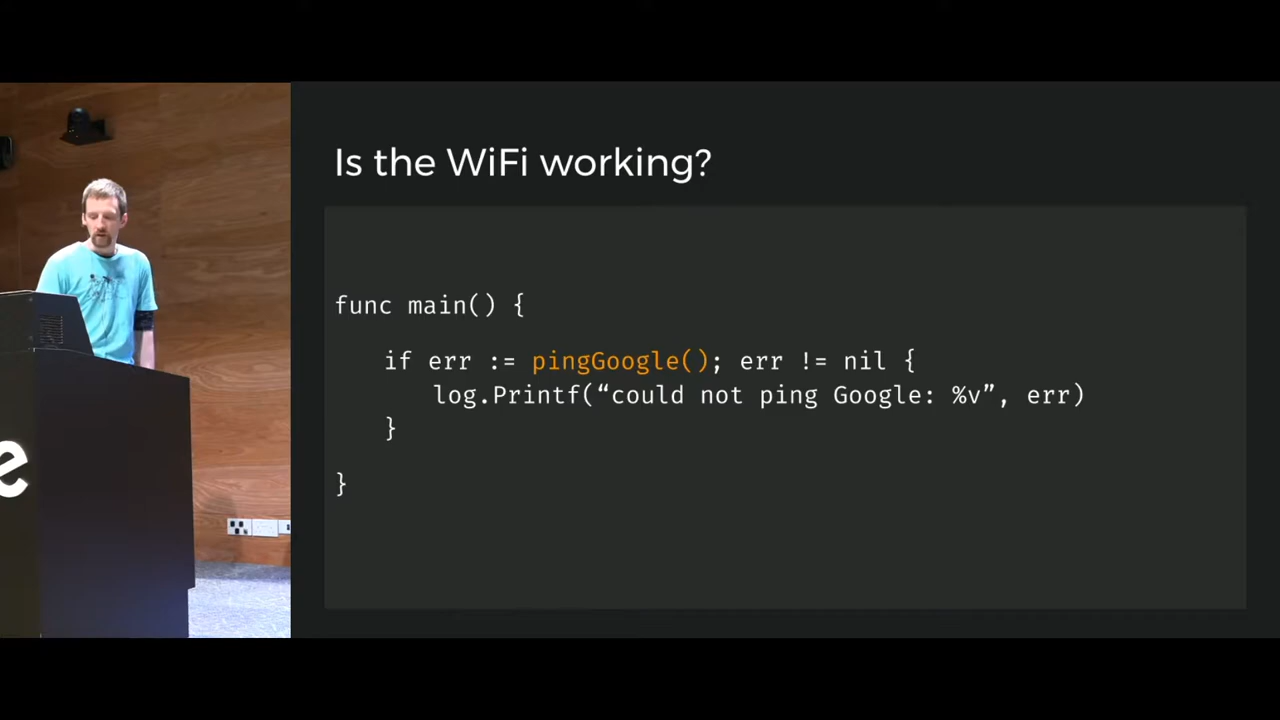 Is the WiFi working?
func main() {
if err := pingGoogle(); err != nil {
log.Printf(“could not ping Google: %v”, err)
}
}
e